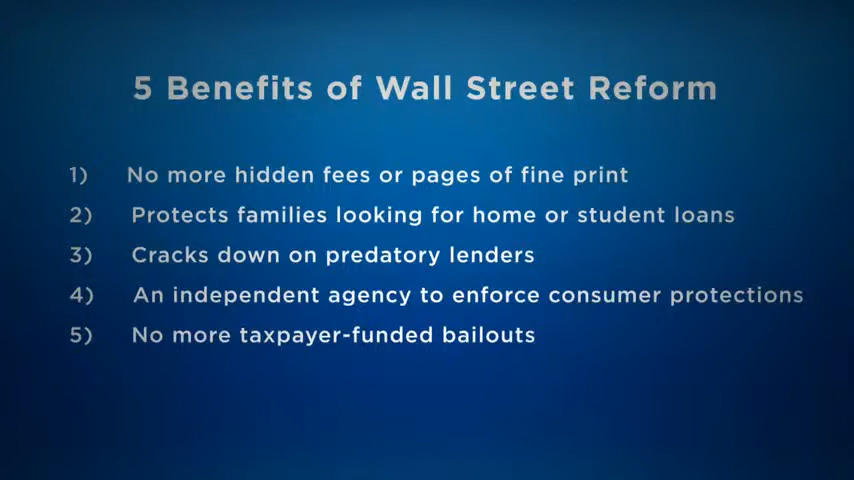 5 Benefits of Wall Street Reform
1) No more hidden fees or pages of fine print
2) Protects families looking for home or student loans
3) Cracks down on predatory lenders
4) An independent agency to enforce consumer protections
5) No more taxpayer-funded bailouts